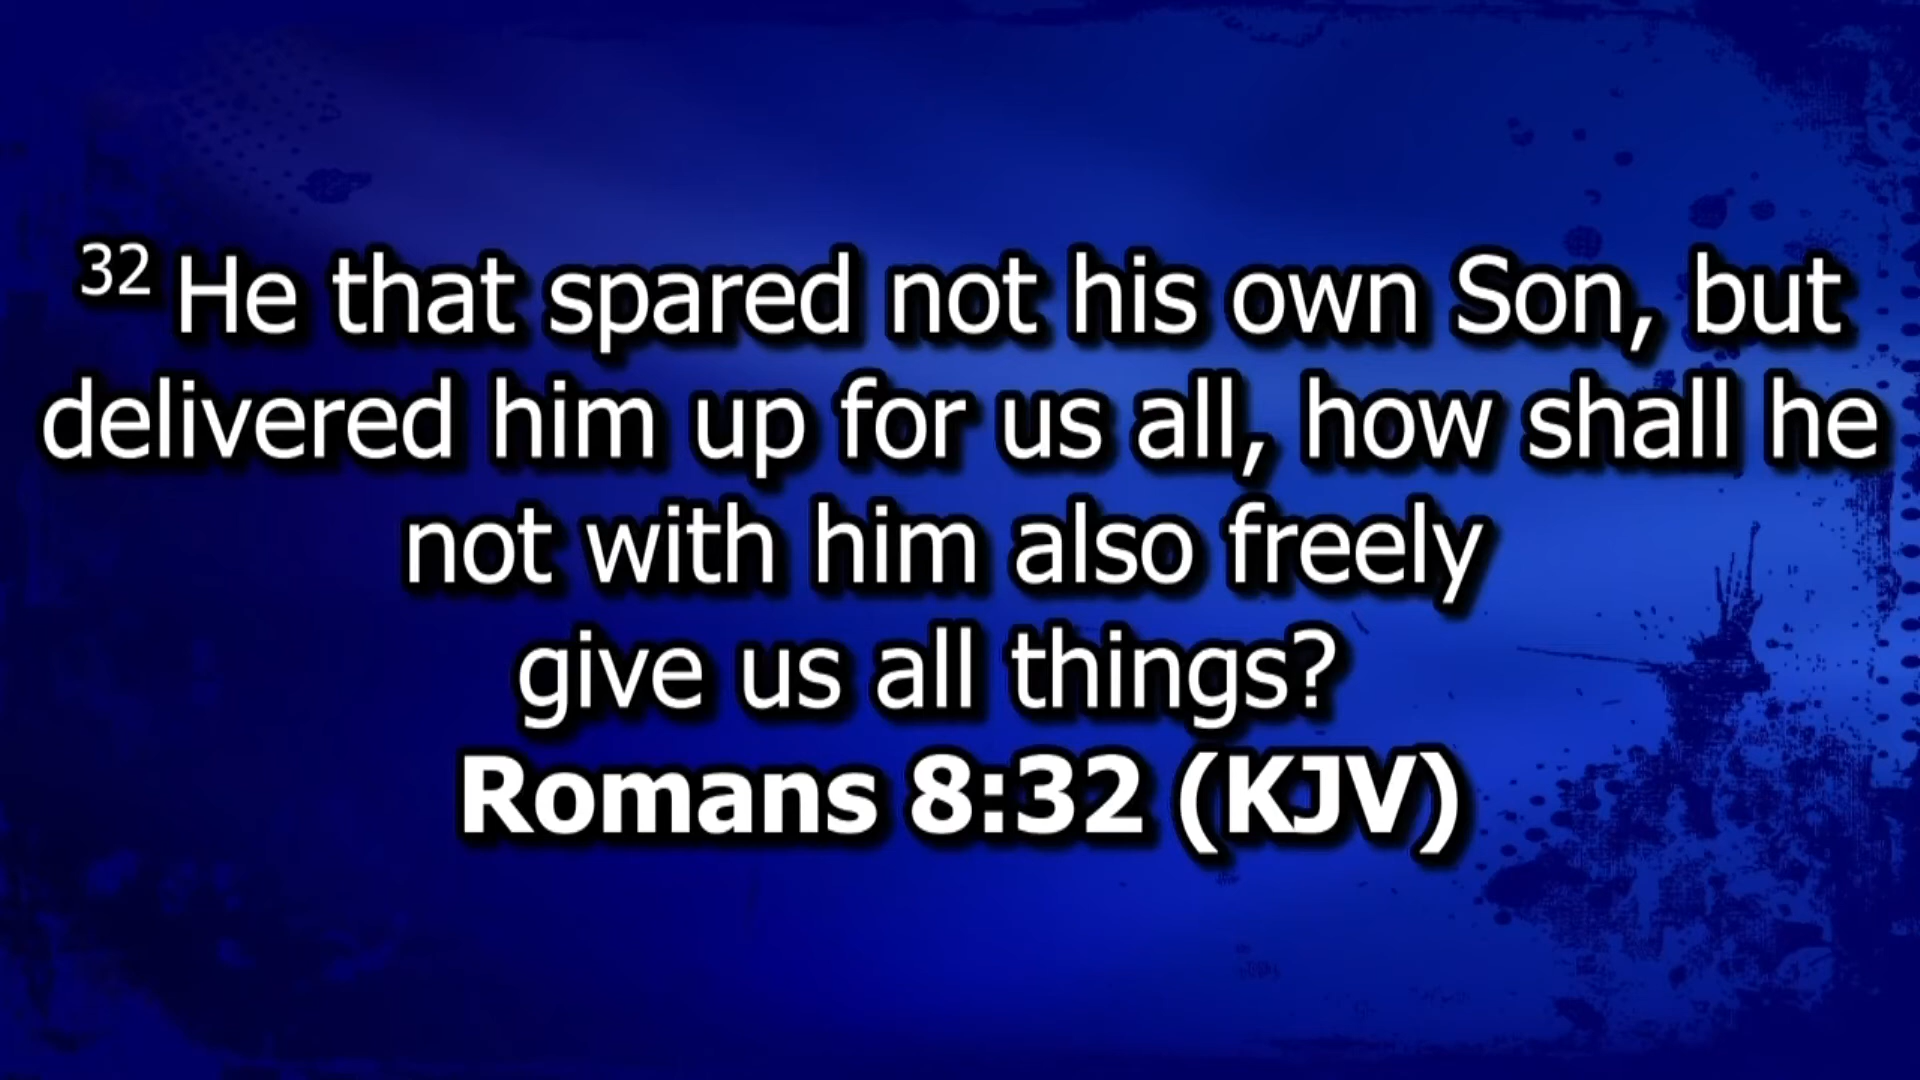 32 He that spared not his own Son, but
delivered him up for us all, how shall he
not with him also freely
give us all things?
Romans 8:32 (KJV)